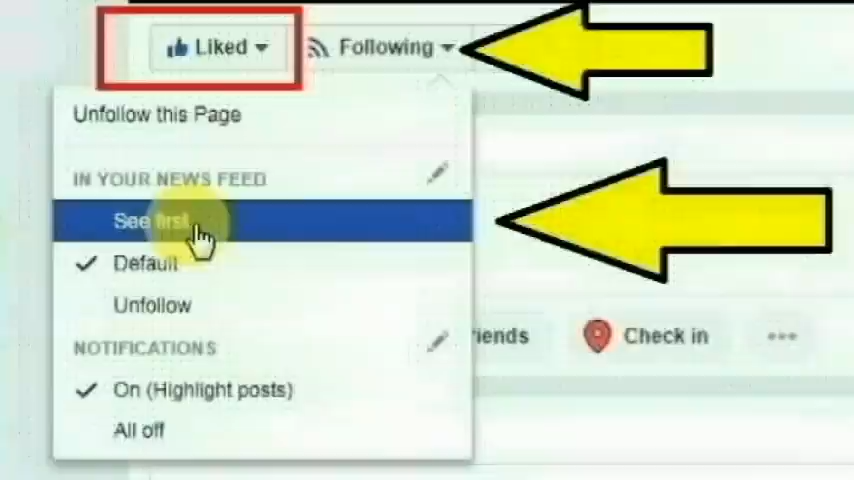 Liked Following
Unfollow this Page
IN YOUR NEWS FEED
See first
Default
Unfollow
NOTIFICATIONS
riends Check in
On (Highlight posts)
All off